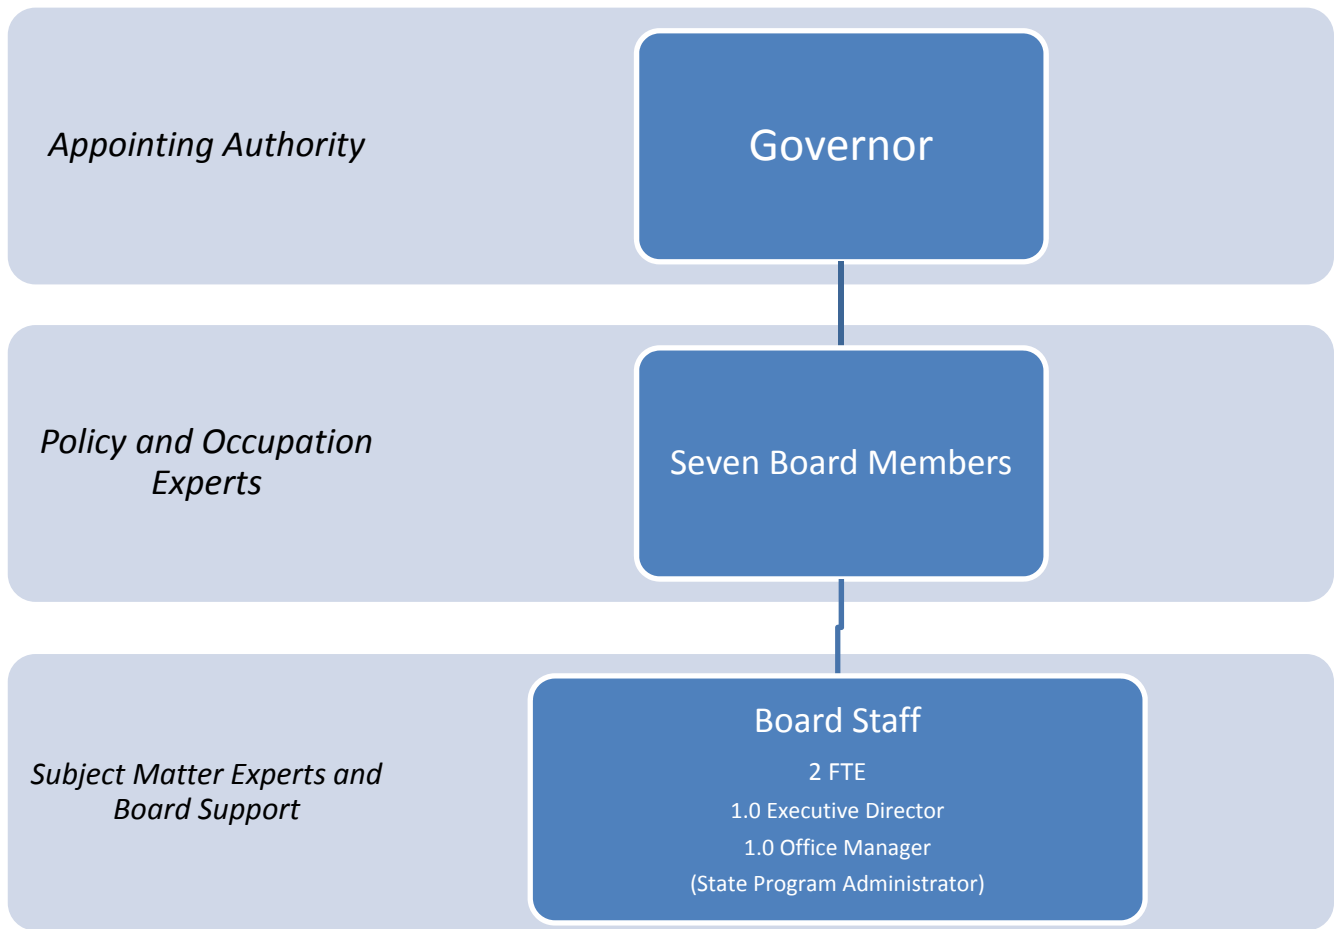 Appointing Authority
Governor
Policy and Occupation
Experts
Seven Board Members
Subject Matter Experts and
Board Support
Board Staff
2 FTE
1.0 Executive Director
1.0 Office Manager
(State Program Administrator)